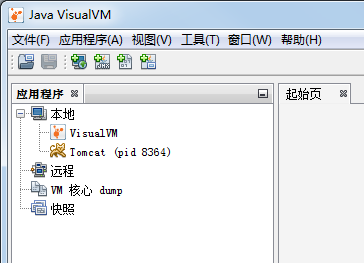 Java VisualVM
文件(F) 应用程序(A) 视图(V) 工具(T) 窗口(W) 帮助(H)
应用程序 起始页
本地
VisualVM
Tomcat (pid 8364)
远程
VM 核心 dump
快照